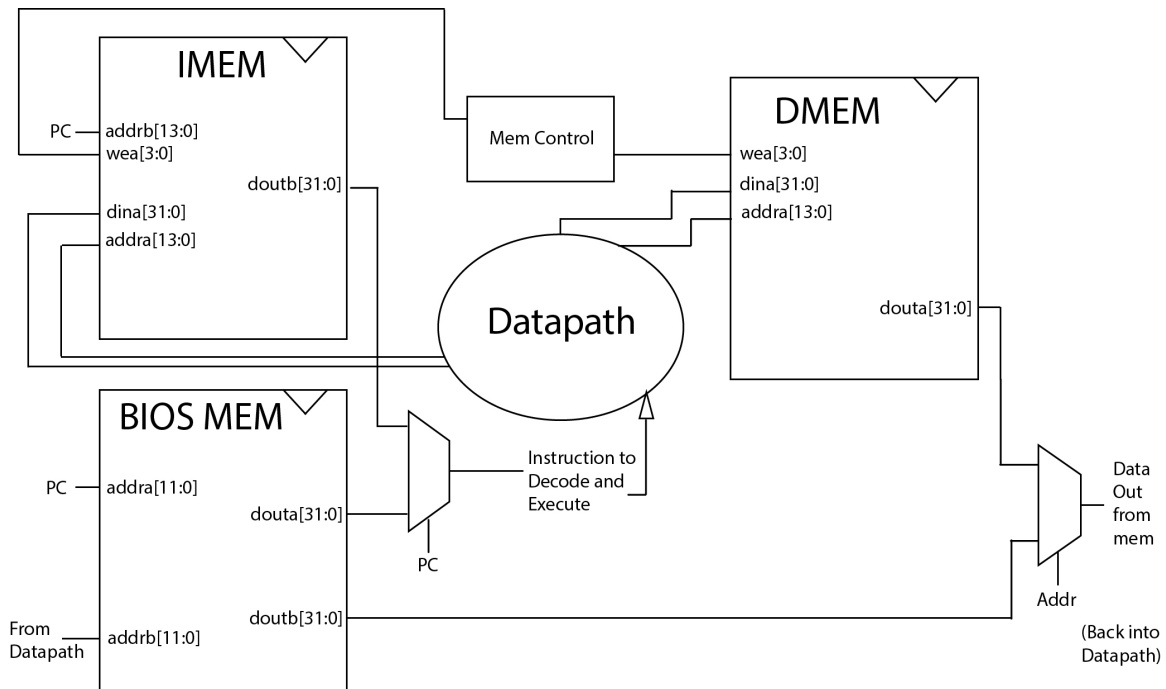 IMEM
PC
addrb[13:0]
wea[3:0]
doutb[31:0]
dina[31:0]
addra[13:0]
Mem Control
DMEM
wea[3:0]
dina[31:0]
addra[13:0]
douta[31:0]
Datapath
BIOS MEM
PC
addra[11:0]
douta[31:0]
doutb[31:0]
From
Datapath
addrb[11:0]
PC
Instruction to
Decode and
Execute
Data
Out
from
mem
Addr
(Back into
Datapath)